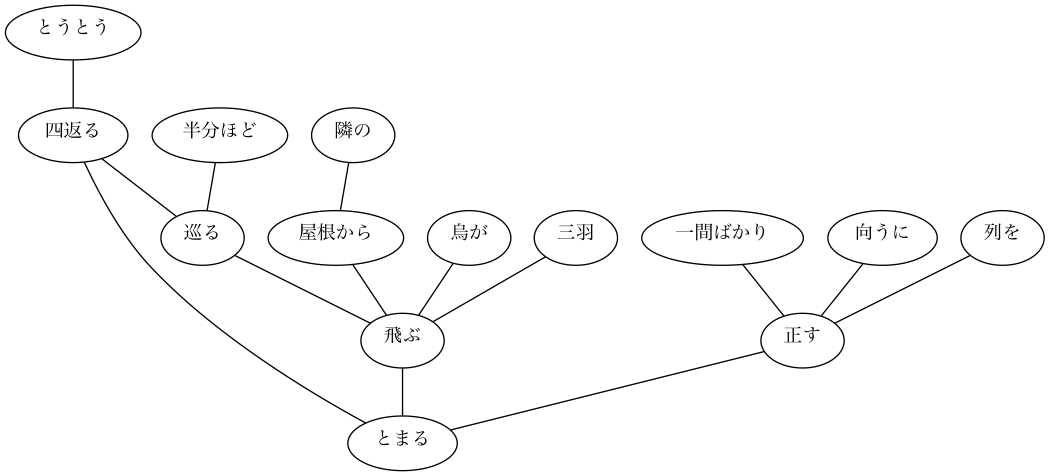 とうとう
四返る
半分ほど
隣の
巡る
屋根から
烏が
三羽
一間ばかり
向うに
列を
飛ぶ
正す
とまる